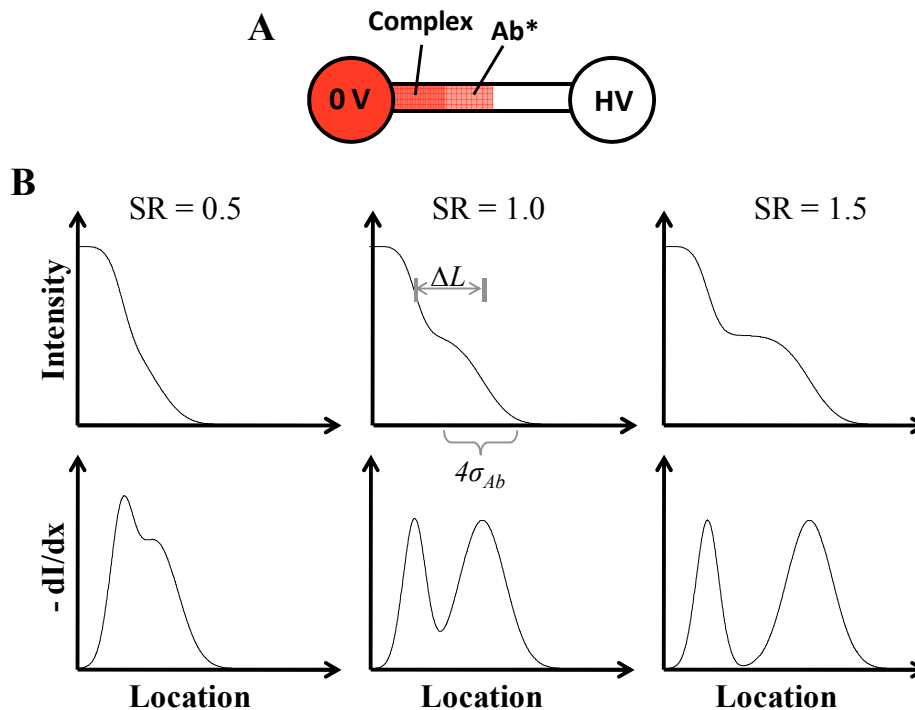 A
Complex
Ab*
0 V
HV
B
SR = 0.5
SR = 1.0
SR = 1.5
Intensity
ΔL
4σAb
- dI/dx
Location
Location
Location